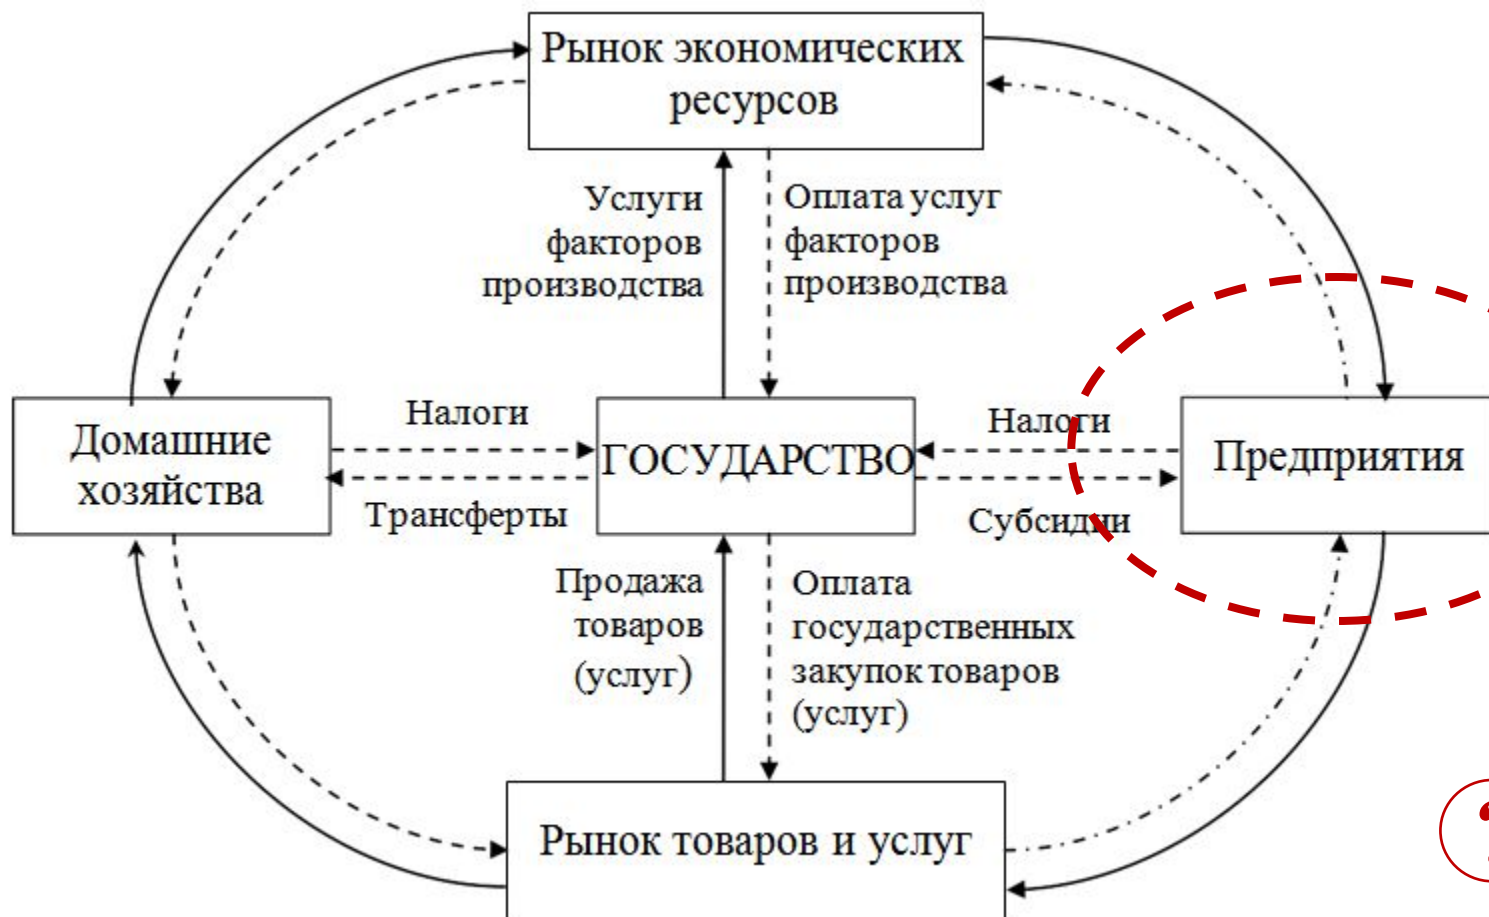 Рынок экономических
ресурсов
Услуги
факторов
производства
Оплата услуг
факторов
производства
Домашние
хозяйства
Налоги
Трансферты
ГОСУДАРСТВО
Налоги
Субсидии
Предприятия
Продажа
товаров
(услуг)
Оплата
государственных
закупок товаров
(услуг)
Рынок товаров и услуг